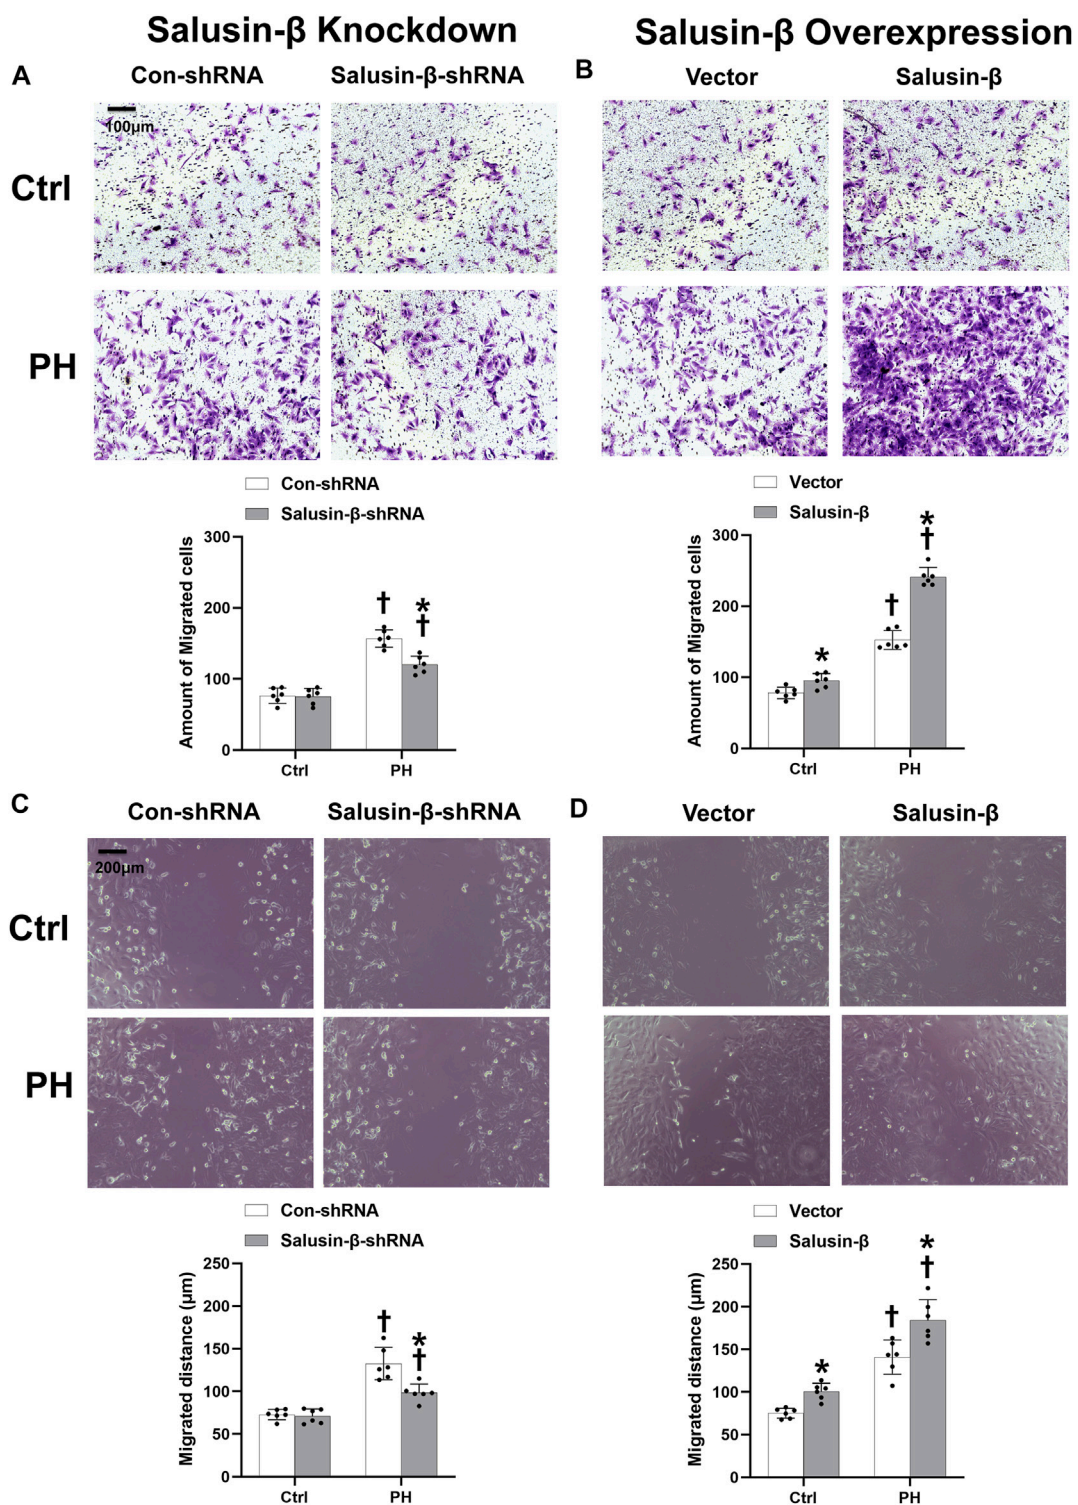 Salusin-β Knockdown
Salusin-β Overexpression
A
Con-shRNA
Salusin-β-shRNA
B
Vector
Salusin-β
100μm
Ctrl
PH
Con-shRNA
Salusin-β-shRNA
Amount of Migrated cells
300
200
100
0
† * †
Ctrl
PH
Vector
Salusin-β
Amount of Migrated cells
300
200
100
0
* † * †
Ctrl
PH
C
Con-shRNA
Salusin-β-shRNA
D
Vector
Salusin-β
200μm
Ctrl
PH
Con-shRNA
Salusin-β-shRNA
Migrated distance (μm)
250
200
150
100
50
0
† * †
Ctrl
PH
Vector
Salusin-β
Migrated distance (μm)
250
200
150
100
50
0
* † * †
Ctrl
PH